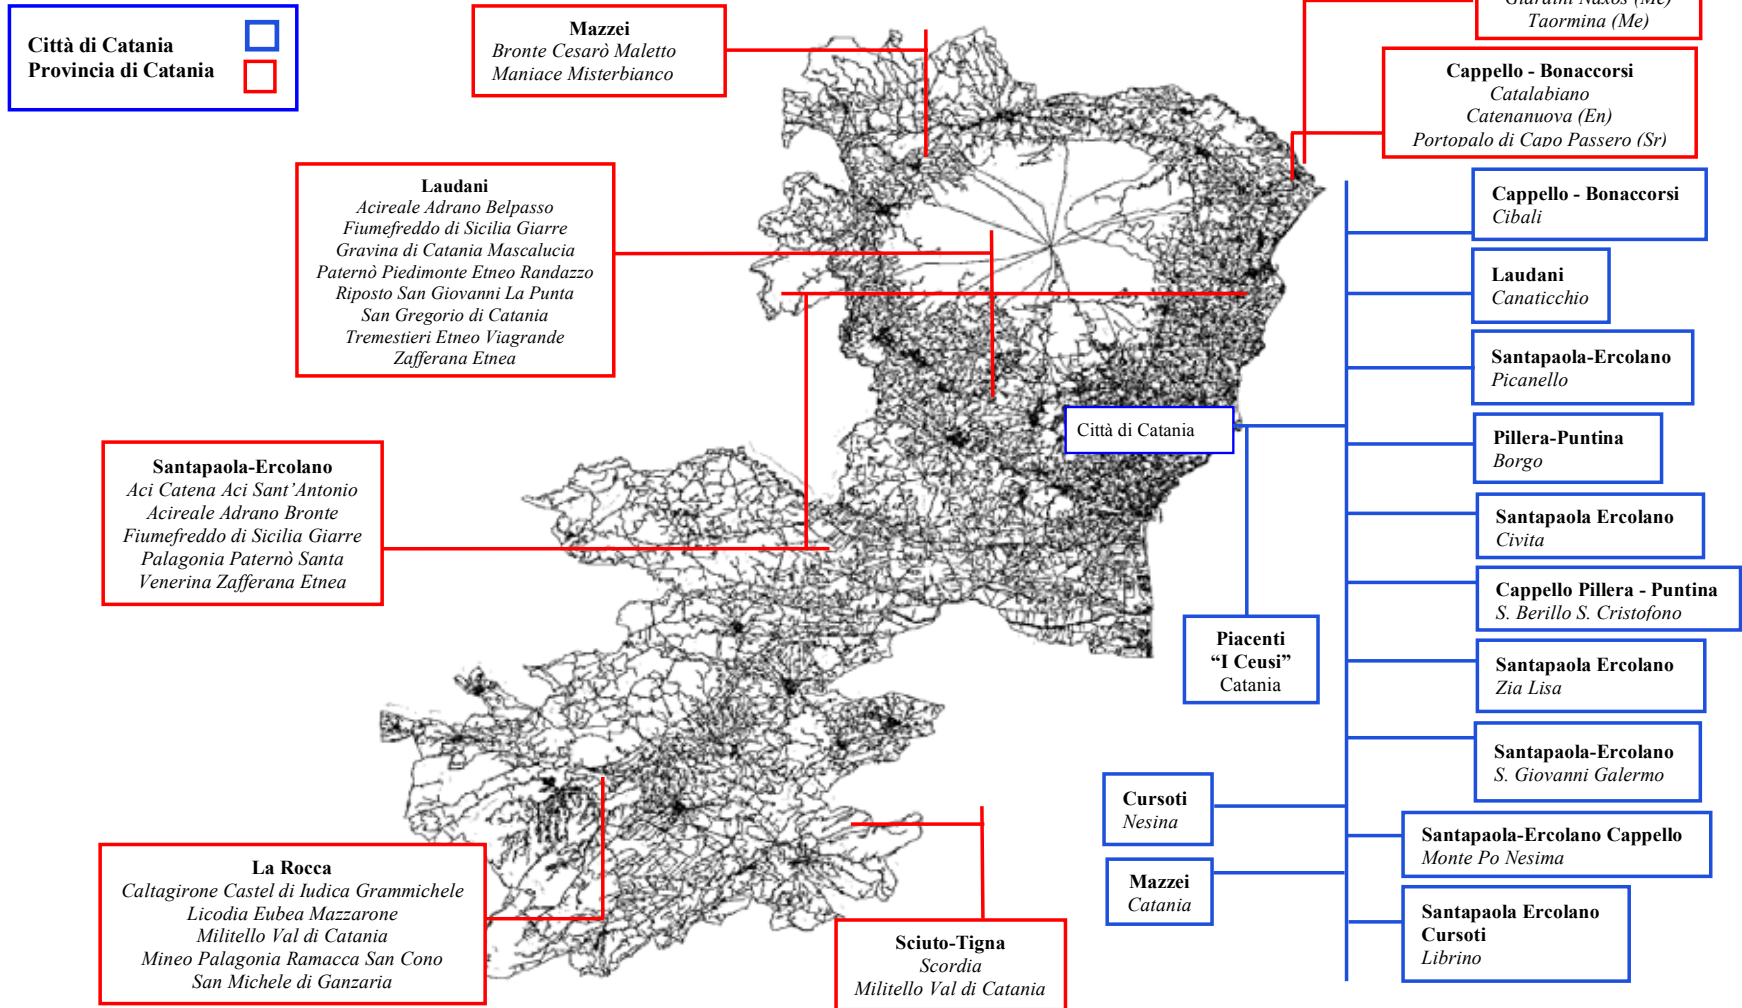 Città di Catania
Provincia di Catania
Mazzei
Bronte Cesarò Maletto
Maniace Misterbianco
Giardini Naxos (Me)
Taormina (Me)
Cappello - Bonaccorsi
Catalabiano
Catenanuova (En)
Portopalo di Capo Passero (Sr)
Laudani
Acireale Adrano Belpasso
Fiumefreddo di Sicilia Giarre
Gravina di Catania Mascalucia
Paternò Piedimonte Etneo Randazzo
Riposto San Giovanni La Punta
San Gregorio di Catania
Tremestieri Etneo Viagrande
Zafferana Etnea
Cappello - Bonaccorsi
Cibali
Laudani
Canaticchio
Santapaola-Ercolano
Picanello
Città di Catania
Pillera-Puntina
Borgo
Santapaola-Ercolano
Aci Catena Aci Sant’Antonio
Acireale Adrano Bronte
Fiumefreddo di Sicilia Giarre
Palagonia Paternò Santa
Venerina Zafferana Etnea
Santapaola Ercolano
Civita
Cappello Pillera - Puntina
S. Berillo S. Cristofono
Piacenti
“I Ceusi”
Catania
Santapaola Ercolano
Zia Lisa
Santapaola-Ercolano
S. Giovanni Galermo
Cursoti
Nesina
Santapaola-Ercolano Cappello
Monte Po Nesima
Mazzei
Catania
Santapaola Ercolano
Cursoti
Librino
La Rocca
Caltagirone Castel di Iudica Grammichele
Licodia Eubea Mazzarone
Militello Val di Catania
Mineo Palagonia Ramacca San Cono
San Michele di Ganzaria
Sciuto-Tigna
Scordia
Militello Val di Catania